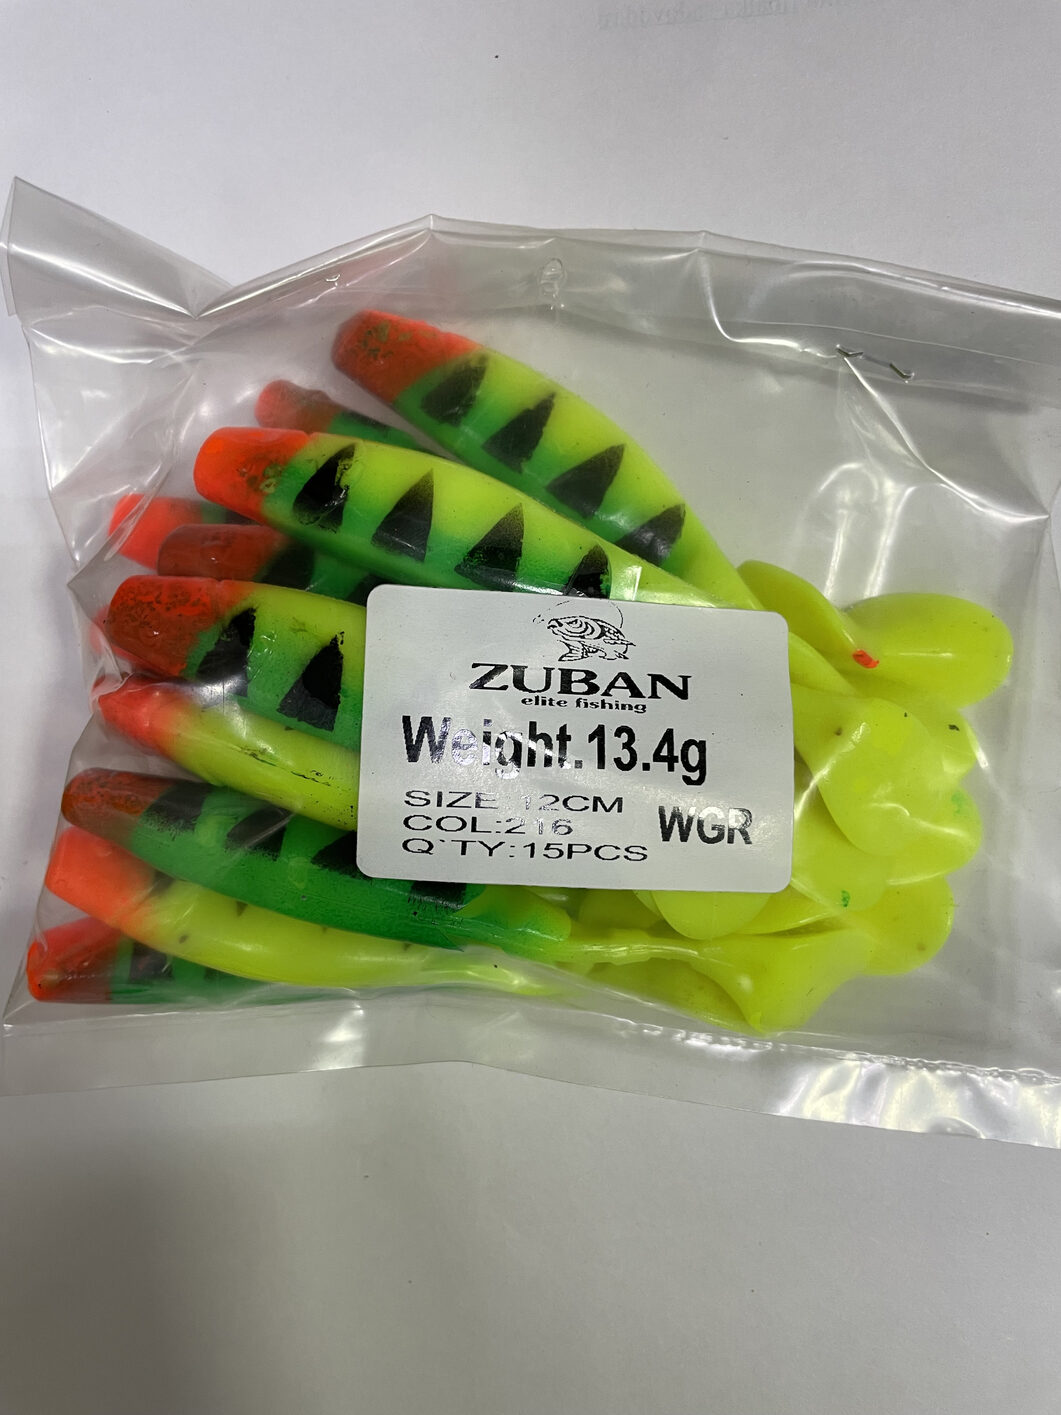 ZUBAN
elite fishing
Weight.13.4g
SIZE:12CM
COL:216
WGR
Q`TY:15PCS